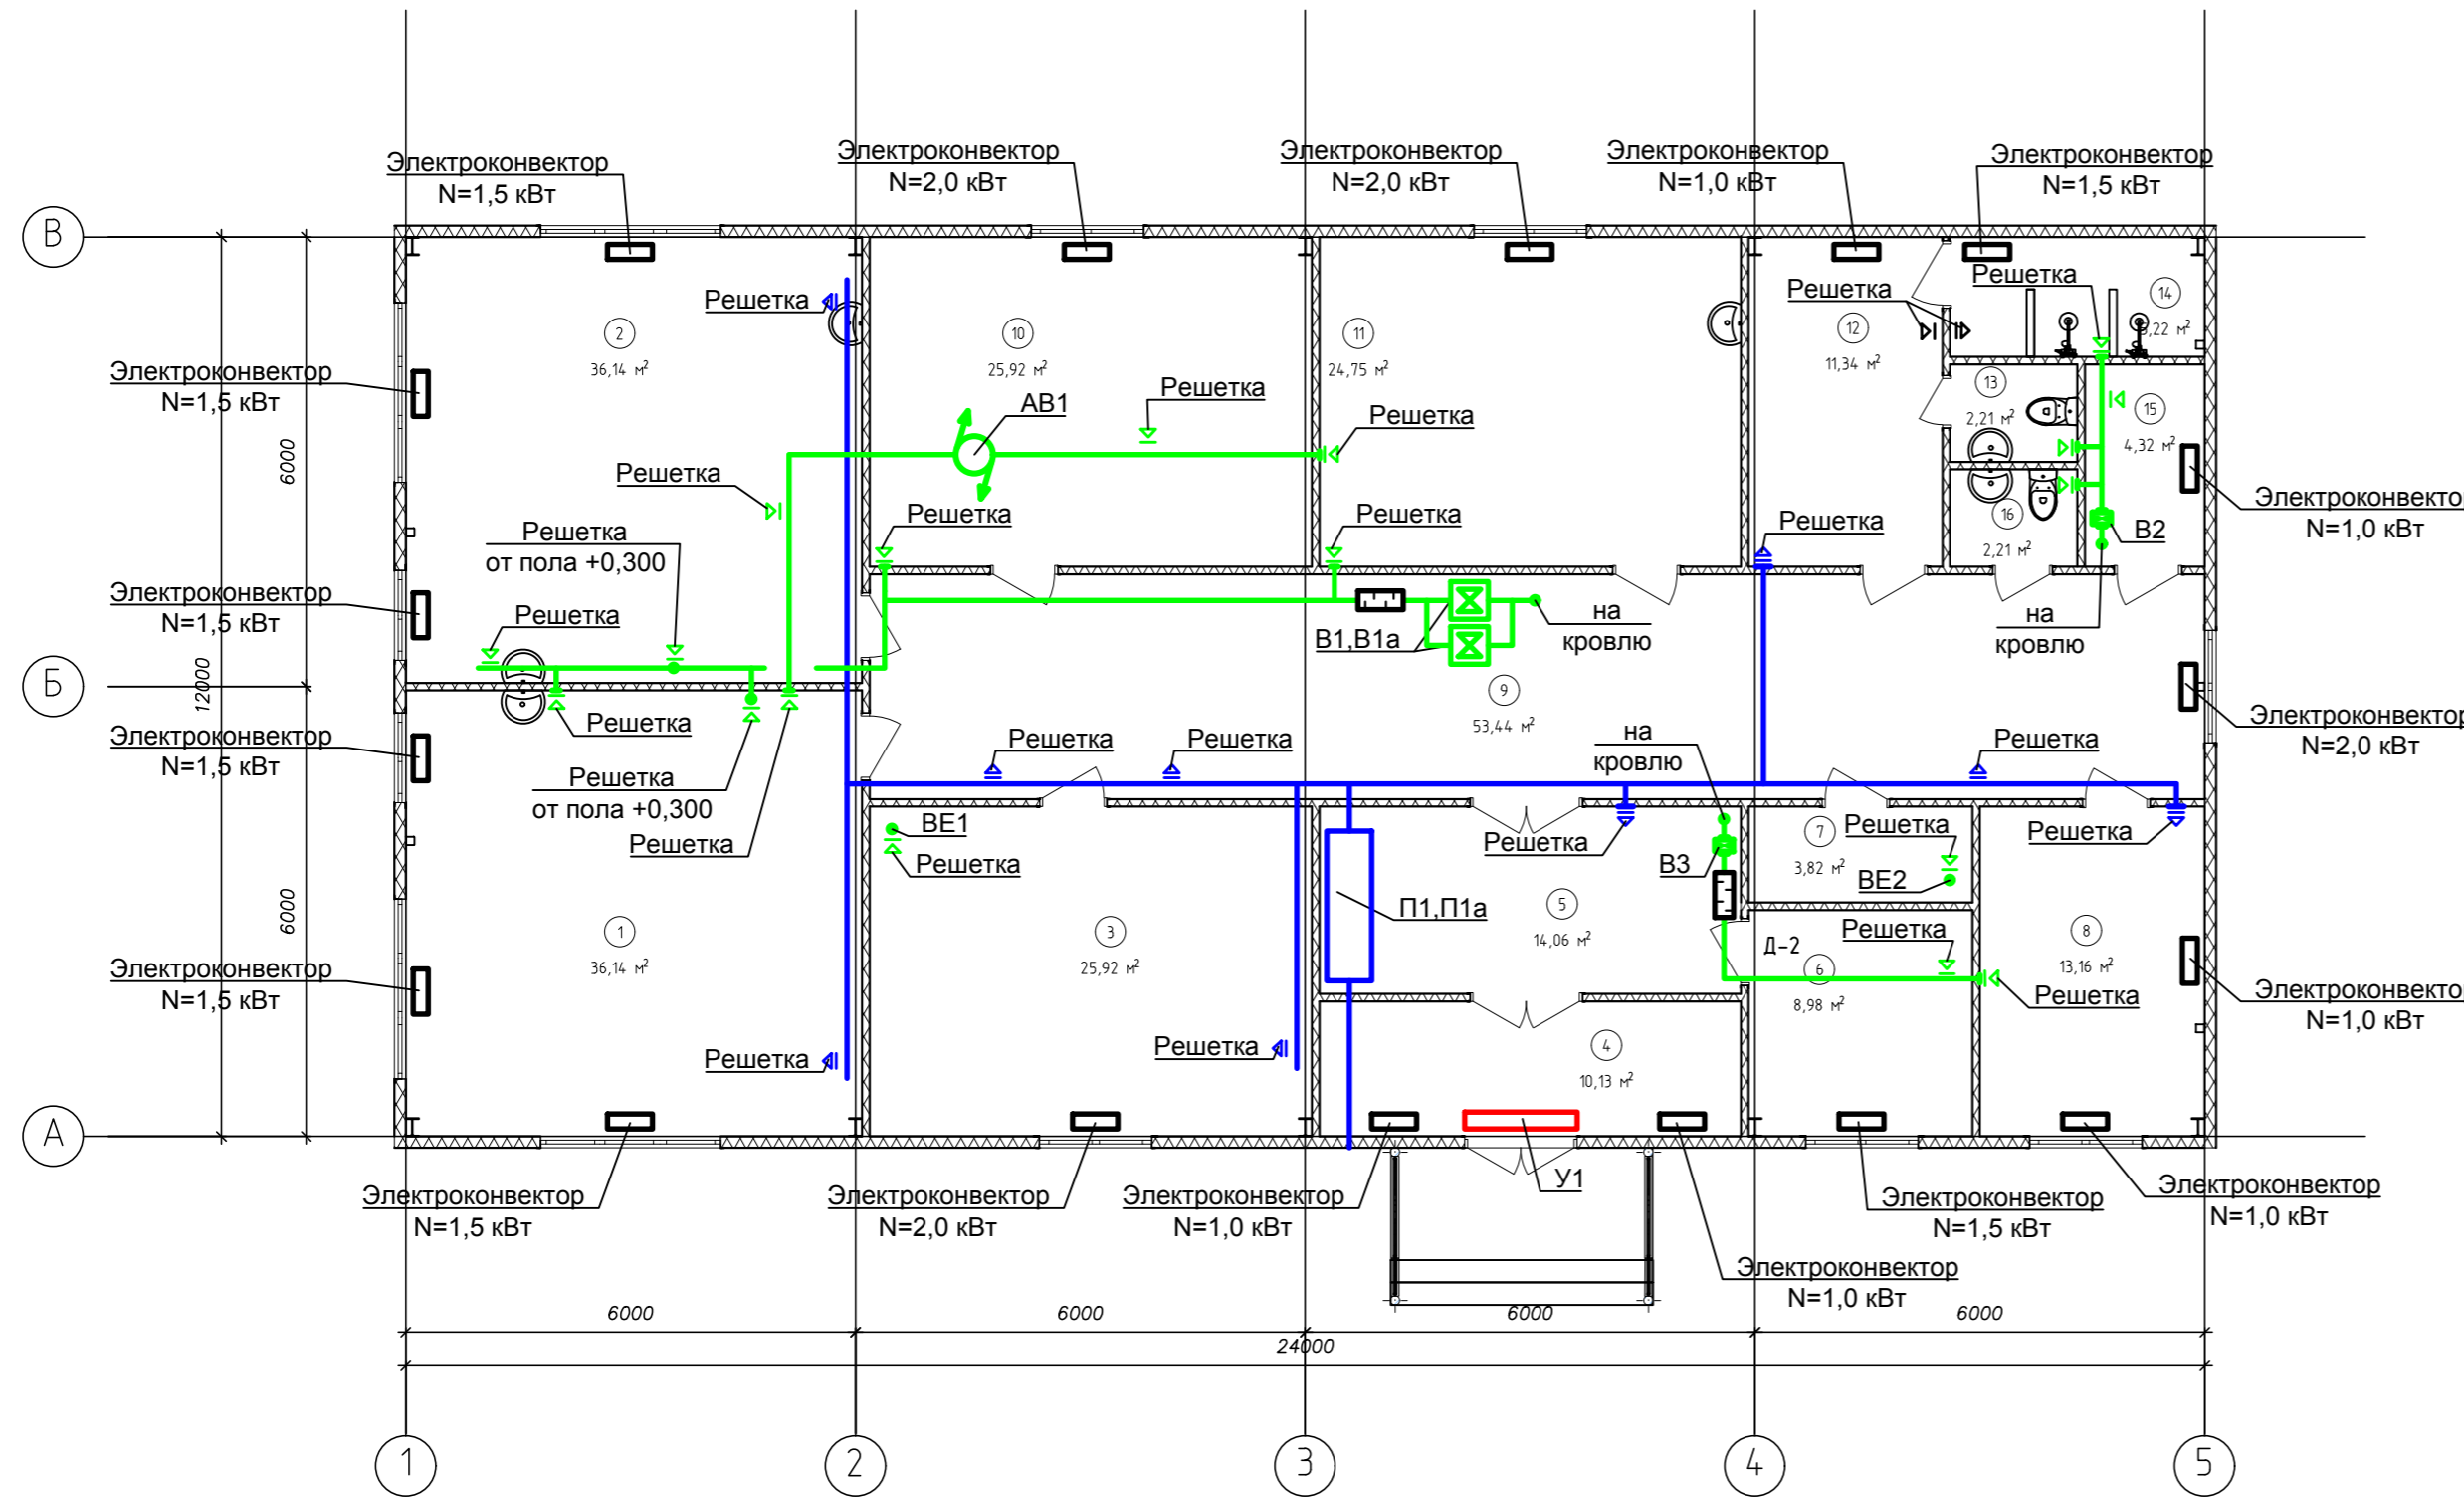 Электроконвектор
N=1,5 кВт
Электроконвектор
N=2,0 кВт
Электроконвектор
N=2,0 кВт
Электроконвектор
N=1,0 кВт
Электроконвектор
N=1,5 кВт
В
Решетка
Решетка
Решетка
2
36,14 м²
10
25,92 м²
11
24,75 м²
12
11,34 м²
14
,22 м²
Электроконвектор
N=1,5 кВт
АВ1
Решетка
Решетка
13
2,21 м²
15
4,32 м²
6000
Решетка
Решетка
Решетка
Решетка
Решетка
от пола +0,300
16
2,21 м²
В2
Электроконвекто
N=1,0 кВт
Электроконвектор
N=1,5 кВт
Решетка
В1,В1а
на
кровлю
на
кровлю
Б
12000
9
53,44 м²
Решетка
Электроконвектор
N=1,5 кВт
Решетка
Решетка
на
кровлю
Решетка
Электроконвектор
N=2,0 кВт
Решетка
от пола +0,300
Решетка
ВЕ1
Решетка
Решетка
В3
7
3,82 м²
Решетка
ВЕ2
Решетка
6000
1
36,14 м²
3
25,92 м²
П1,П1а
5
14,06 м²
Д-2
Решетка
6
8,98 м²
8
13,16 м²
Решетка
Электроконвектор
N=1,5 кВт
Электроконвекто
N=1,0 кВт
Решетка
Решетка
4
10,13 м²
А
Электроконвектор
N=1,5 кВт
Электроконвектор
N=2,0 кВт
Электроконвектор
N=1,0 кВт
У1
Электроконвектор
N=1,5 кВт
Электроконвектор
N=1,0 кВт
Электроконвектор
N=1,0 кВт
6000
6000
6000
6000
24000
1
2
3
4
5